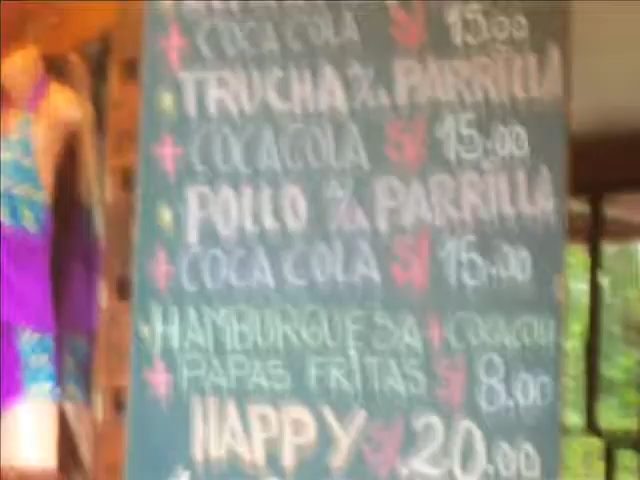 + COCA COLA S/ 15.00
TRUCHA a la PARRILLA
+ COCA COLA S/ 15.00
POLLO a la PARRILLA
+ COCA COLA S/ 15.00
HAMBURGUESA + COCA COLA
+ PAPAS FRITAS S/ 8.00
HAPPY S/. 20.00